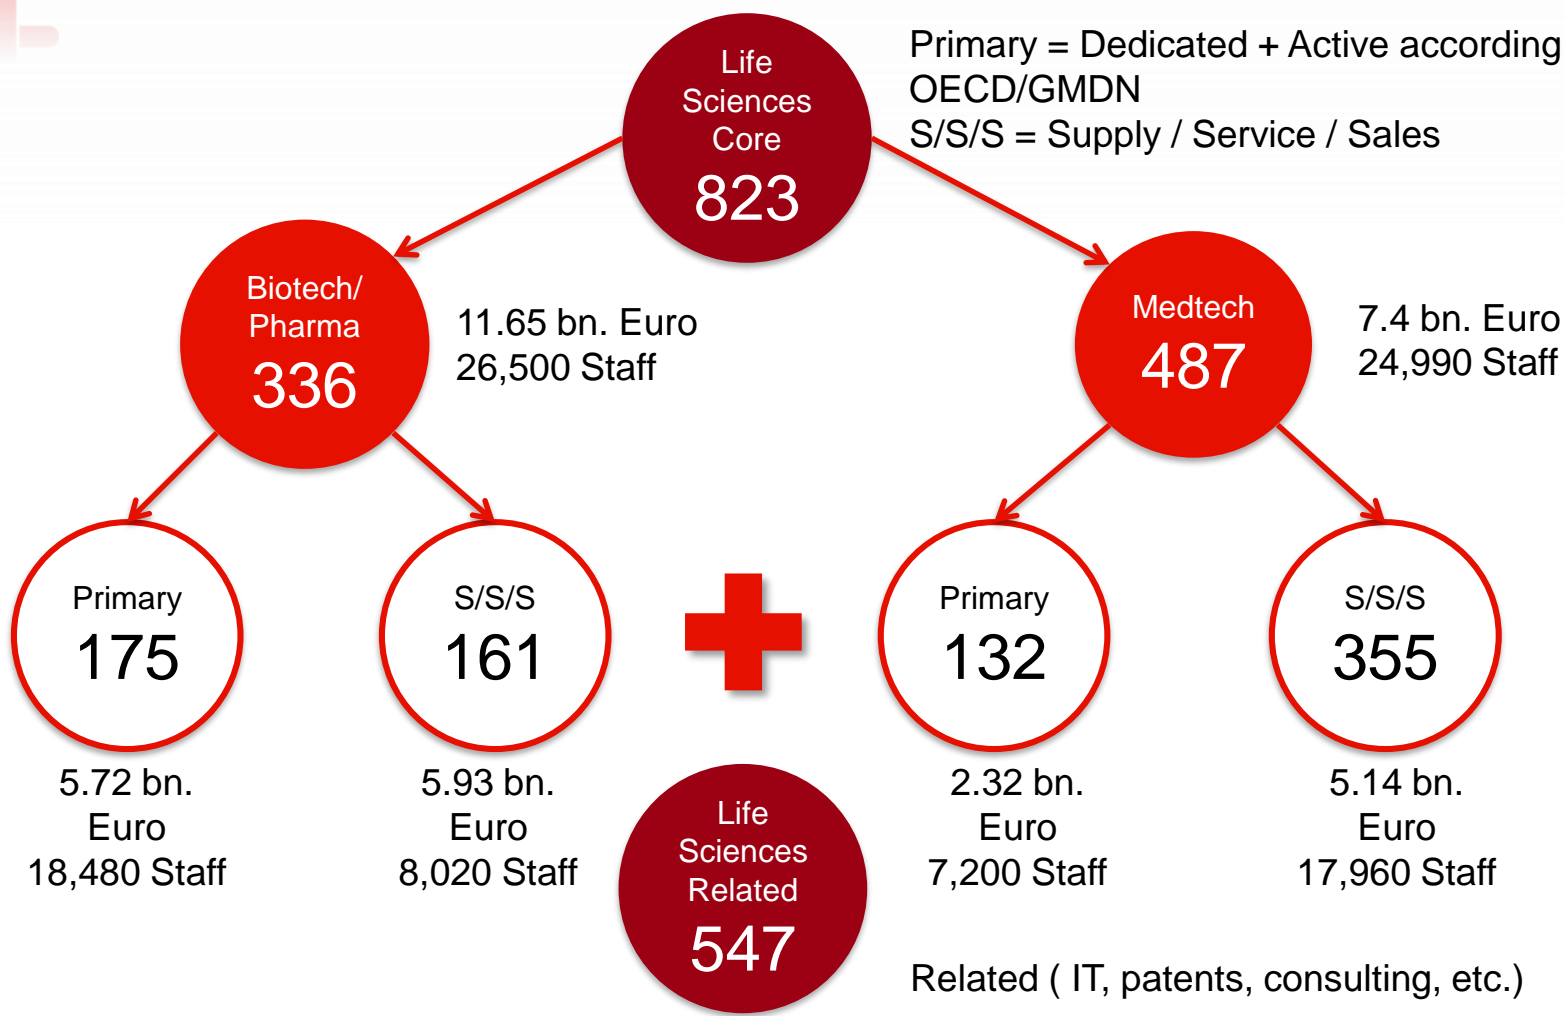 Life
Sciences
Core
823
Primary = Dedicated + Active according
OECD/GMDN
S/S/S = Supply / Service / Sales
Biotech/
Pharma
336
11.65 bn. Euro
26,500 Staff
Medtech
487
7.4 bn. Euro
24,990 Staff
Primary
175
5.72 bn.
Euro
18,480 Staff
S/S/S
161
5.93 bn.
Euro
8,020 Staff
Primary
132
2.32 bn.
Euro
7,200 Staff
S/S/S
355
5.14 bn.
Euro
17,960 Staff
Life
Sciences
Related
547
Related ( IT, patents, consulting, etc.)